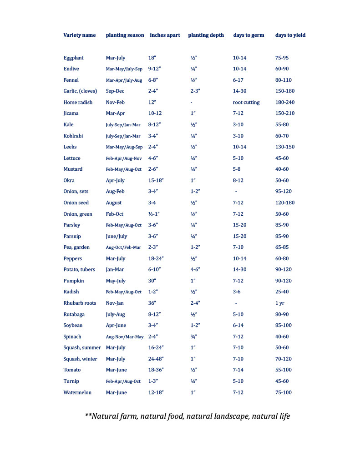 Variety name planting season inches apart planting depth days to germ days to yield
Eggplant Mar-July 18" ½" 10-14 75-95
Endive Mar-May/July-Sep 9-12" ¼" 10-14 60-90
Fennel Mar-Apr/July-Aug 6-8" ½" 6-17 80-110
Garlic, (cloves) Sep-Dec 2-4" 2-3" 14-30 150-180
Horse radish Nov-Feb 12" - root cutting 180-240
Jicama Mar-Apr 10-12 1" 7-12 150-210
Kale July-Sep/Jan-Mar 8-12" ½" 3-10 55-80
Kohlrabi July-Sep/Jan-Mar 3-4" ¼" 3-10 60-70
Leeks Mar-May/Aug-Sep 2-4" ½" 10-14 130-150
Lettuce Feb-Apr/Aug-Nov 4-6" ¼" 5-10 45-60
Mustard Feb-May/Aug-Oct 2-6" ¼" 5-8 40-60
Okra Apr-July 15-18" 1" 8-12 50-60
Onion, sets Aug-Feb 3-4" 1-2" - 95-120
Onion seed August 3-4 ½" 7-12 120-180
Onion, green Feb-Oct ½-1" ½" 7-12 50-60
Parsley Feb-May/Aug-Oct 3-6" ¼" 15-20 85-90
Parsnip June/July 3-6" ¼" 15-20 85-90
Pea, garden Aug-Oct/Feb-Mar 2-3" 1-2" 7-10 65-85
Peppers Mar-July 18-24" ½" 10-14 60-80
Potato, tubers Jan-Mar 6-10" 4-6" 14-30 90-120
Pumpkin May-July 30" 1" 7-12 90-120
Radish Feb-May/Aug-Oct 1-2" ½" 3-6 25-40
Rhubarb roots Nov-Jan 36" 2-4" - 1 yr
Rutabaga July-Aug 8-12" ½" 5-10 80-90
Soybean Apr-June 3-4" 1-2" 6-14 95-100
Spinach Aug-Nov/Mar-May 2-4" ¾" 7-12 40-60
Squash, summer Mar-July 16-24" 1" 7-10 50-60
Squash, winter Mar-July 24-48" 1" 7-10 70-120
Tomato Mar-June 18-36" ½" 7-14 55-100
Turnip Feb-Apr/Aug-Oct 1-3" ½" 5-10 45-60
Watermelon Mar-June 12-18" 1" 7-12 75-100
**Natural farm, natural food, natural landscape, natural life